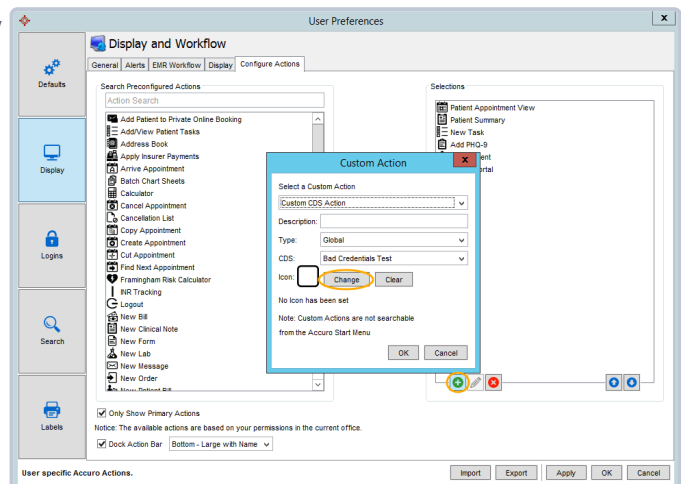 User Preferences
x
Display and Workflow
General Alerts EMR Workflow Display Configure Actions
Defaults
Display
Logins
Search
Labels
Search Preconfigured Actions
Action Search
Add Patient to Private Online Booking
Add/View Patient Tasks
Address Book
Apply Insurer Payments
Arrive Appointment
Batch Chart Sheets
Calculator
Cancel Appointment
Cancellation List
Copy Appointment
Create Appointment
Cut Appointment
Find Next Appointment
Framingham Risk Calculator
INR Tracking
Logout
New Bill
New Clinical Note
New Form
New Lab
New Message
New Order
New Patient Bill
Selections
Patient Appointment View
Patient Summary
New Task
Add PHQ-9
Custom Action
x
Select a Custom Action
Custom CDS Action
Description:
Type: Global
CDS: Bad Credentials Test
Icon: Change Clear
No Icon has been set
Note: Custom Actions are not searchable
from the Accuro Start Menu
OK Cancel
Only Show Primary Actions
Notice: The available actions are based on your permissions in the current office.
Dock Action Bar Bottom - Large with Name
User specific Accuro Actions.
Import Export Apply OK Cancel